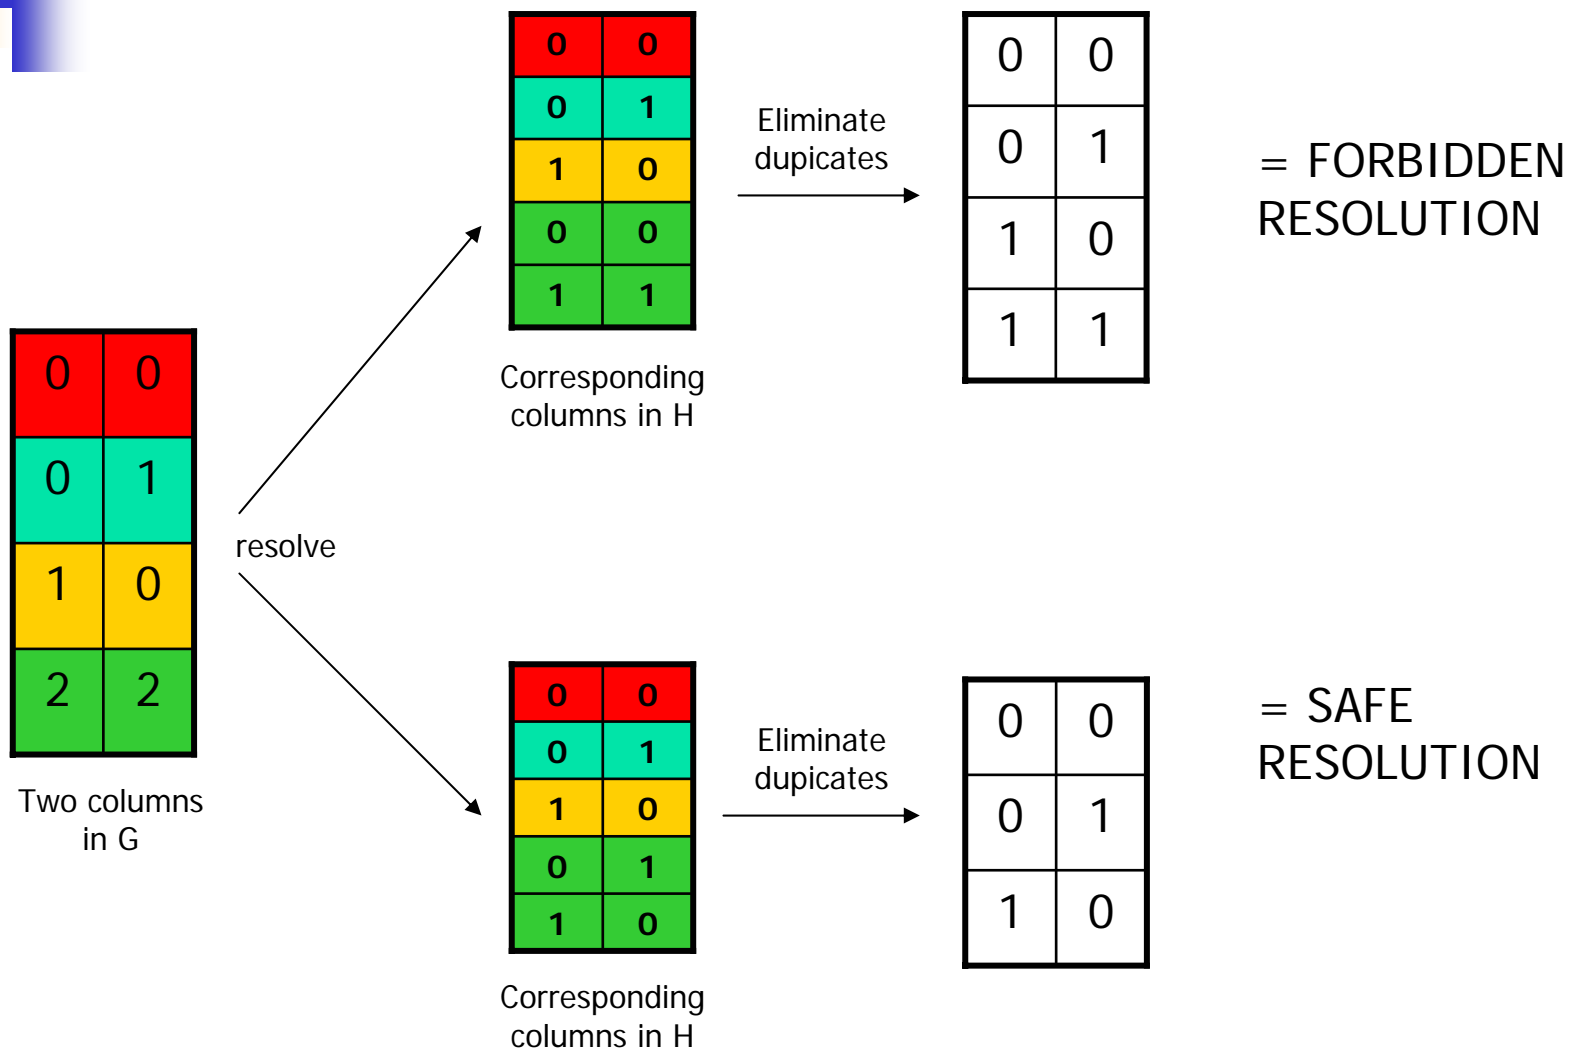 0 0
0 1
1 0
2 2
Two columns
in G
resolve
0 0
0 1
1 0
0 0
1 1
Corresponding
columns in H
Eliminate
dupicates
0 0
0 1
1 0
1 1
= FORBIDDEN
RESOLUTION
0 0
0 1
1 0
0 1
1 0
Corresponding
columns in H
Eliminate
dupicates
0 0
0 1
1 0
= SAFE
RESOLUTION